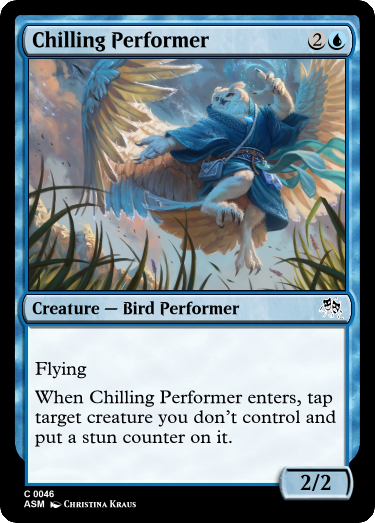 Chilling Performer 2
Creature — Bird Performer
Flying
When Chilling Performer enters, tap
target creature you don't control and
put a stun counter on it.
2/2
C 0046
ASM Christina Kraus